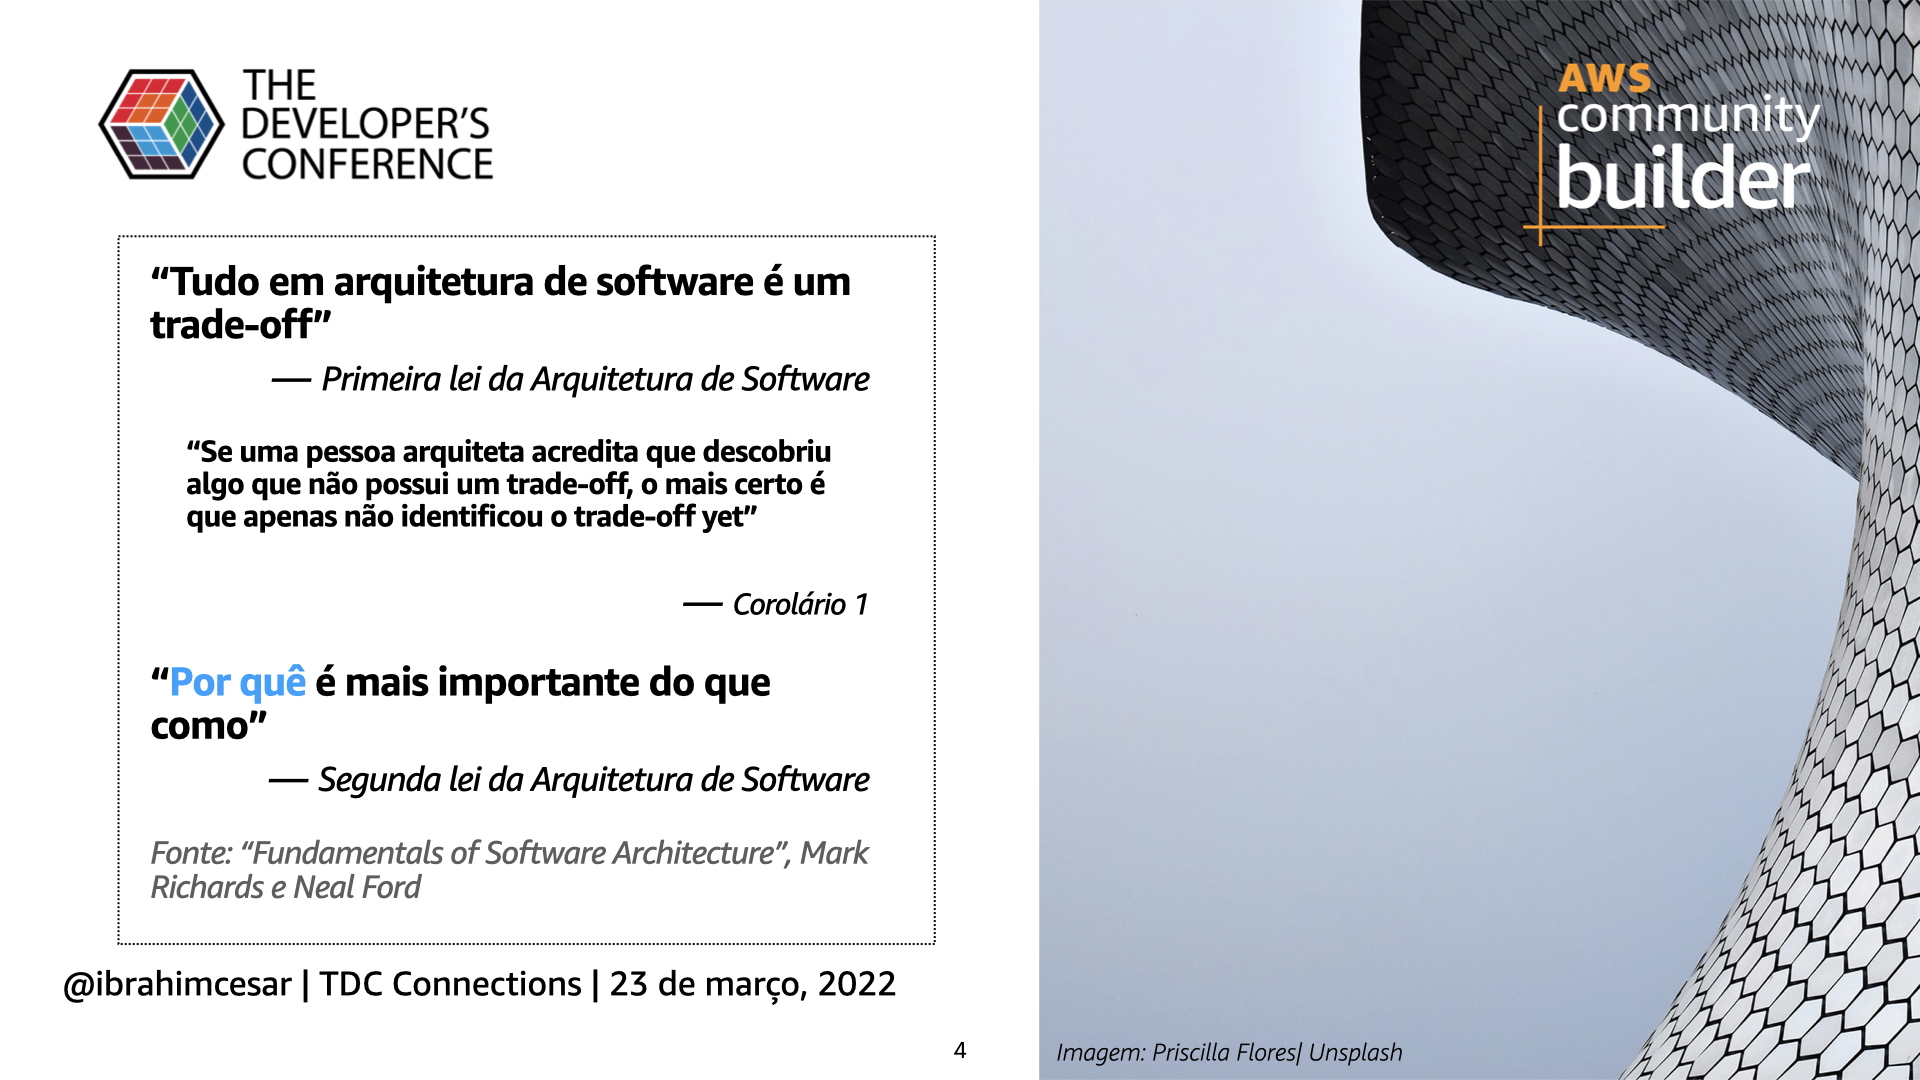 THE
DEVELOPER'S
CONFERENCE
AWS
community
builder
“Tudo em arquitetura de software é um
trade-off”
— Primeira lei da Arquitetura de Software
“Se uma pessoa arquiteta acredita que descobriu
algo que não possui um trade-off, o mais certo é
que apenas não identificou o trade-off yet”
— Corolário 1
“Por quê é mais importante do que
como”
— Segunda lei da Arquitetura de Software
Fonte: “Fundamentals of Software Architecture”, Mark
Richards e Neal Ford
@ibrahimcesar | TDC Connections | 23 de março, 2022
4
Imagem: Priscilla Flores| Unsplash